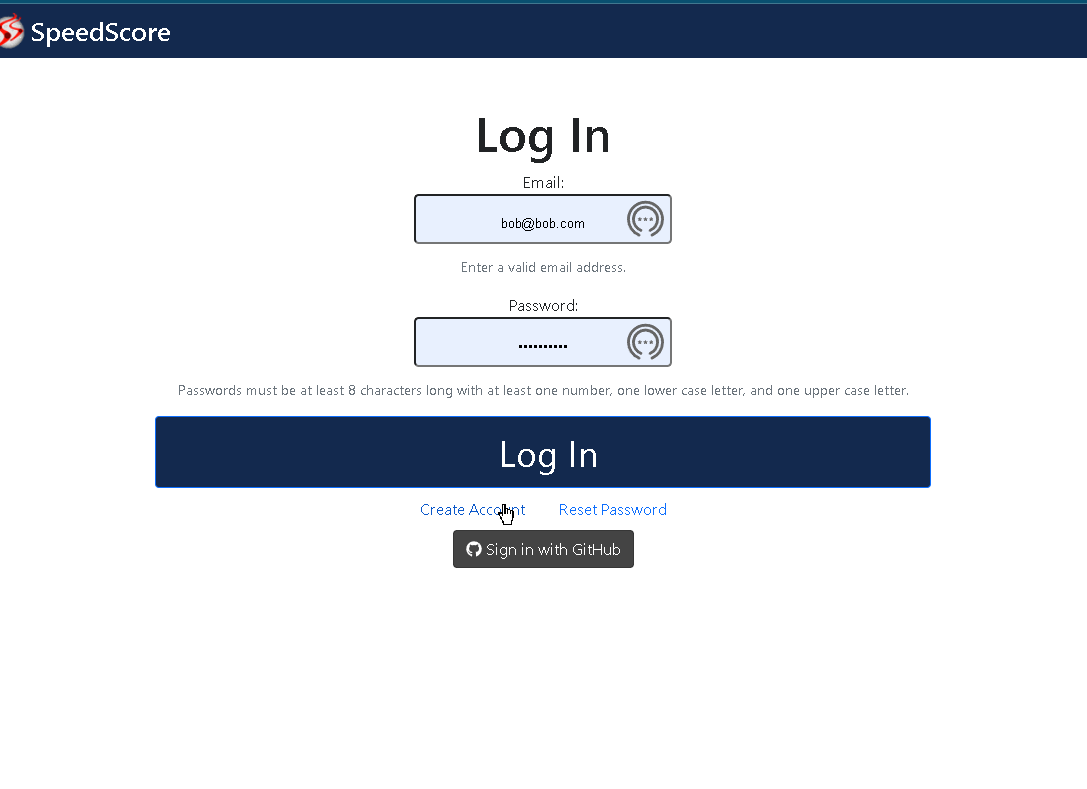 SpeedScore
Log In
Email:
bob@bob.com
Enter a valid email address.
Password:
••••••••••
Passwords must be at least 8 characters long with at least one number, one lower case letter, and one upper case letter.
Log In
Create Account Reset Password
Sign in with GitHub